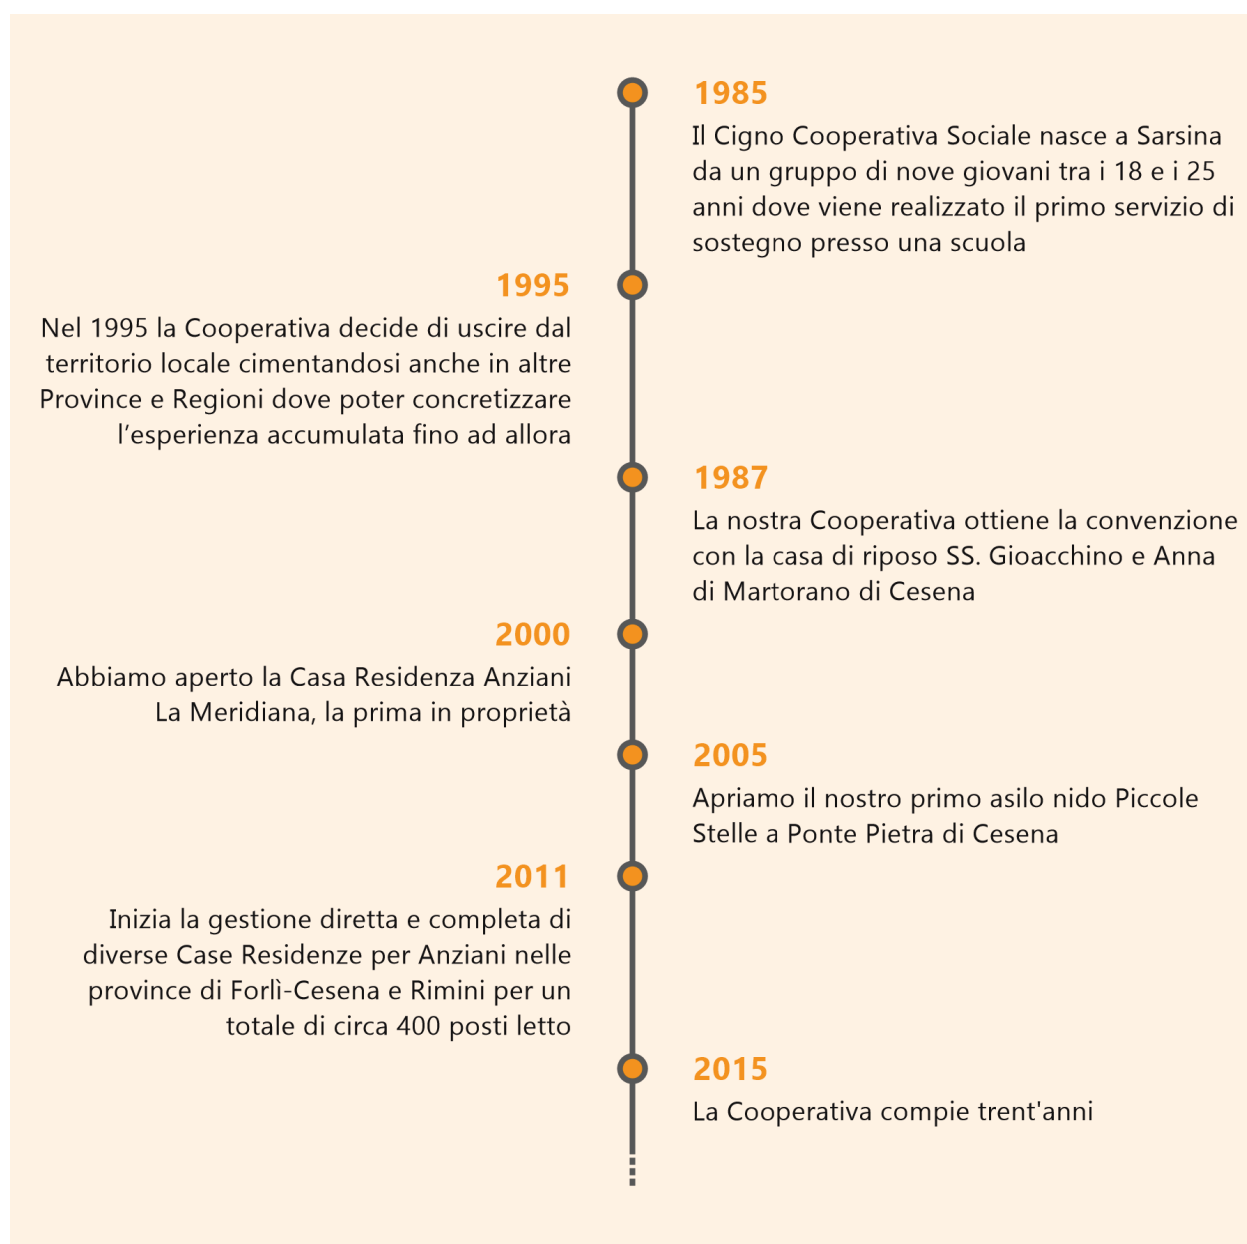 1985
Il Cigno Cooperativa Sociale nasce a Sarsina
da un gruppo di nove giovani tra i 18 e i 25
anni dove viene realizzato il primo servizio di
sostegno presso una scuola
1995
Nel 1995 la Cooperativa decide di uscire dal
territorio locale cimentandosi anche in altre
Province e Regioni dove poter concretizzare
l’esperienza accumulata fino ad allora
1987
La nostra Cooperativa ottiene la convenzione
con la casa di riposo SS. Gioacchino e Anna
di Martorano di Cesena
2000
Abbiamo aperto la Casa Residenza Anziani
La Meridiana, la prima in proprietà
2005
Apriamo il nostro primo asilo nido Piccole
Stelle a Ponte Pietra di Cesena
2011
Inizia la gestione diretta e completa di
diverse Case Residenze per Anziani nelle
province di Forlì-Cesena e Rimini per un
totale di circa 400 posti letto
2015
La Cooperativa compie trent'anni